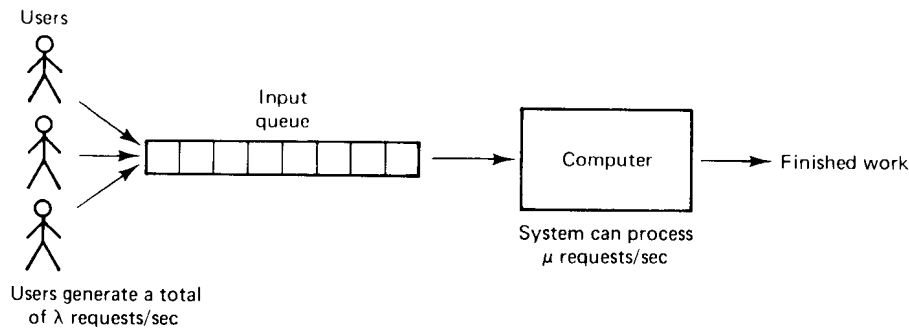 Users
Input
queue
Computer
Finished work
System can process
μ requests/sec
Users generate a total
of λ requests/sec